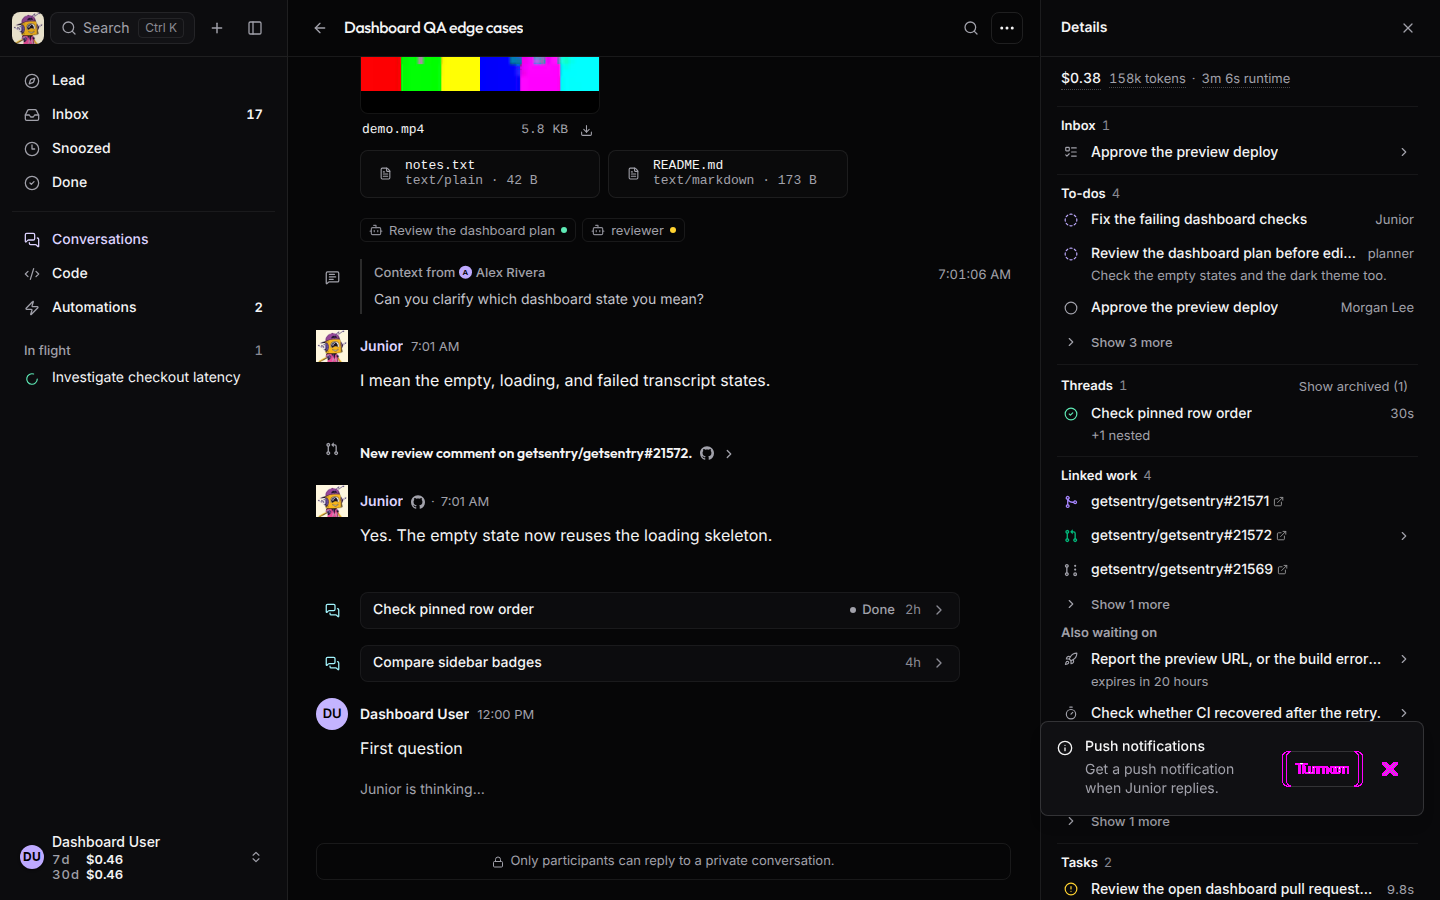 Search Ctrl K
Lead
Inbox 17
Snoozed
Done
Conversations
Code
Automations 2
In flight 1
Investigate checkout latency
DU Dashboard User
7d $0.46
30d $0.46
Dashboard QA edge cases
demo.mp4 5.8 KB
notes.txt
text/plain · 42 B
README.md
text/markdown · 173 B
Review the dashboard plan
reviewer
Context from A Alex Rivera 7:01:06 AM
Can you clarify which dashboard state you mean?
Junior 7:01 AM
I mean the empty, loading, and failed transcript states.
New review comment on getsentry/getsentry#21572.
Junior · 7:01 AM
Yes. The empty state now reuses the loading skeleton.
Check pinned row order Done 2h
Compare sidebar badges 4h
DU Dashboard User 12:00 PM
First question
Junior is thinking...
Only participants can reply to a private conversation.
Details
$0.38 158k tokens · 3m 6s runtime
Inbox 1
Approve the preview deploy
To-dos 4
Fix the failing dashboard checks Junior
Review the dashboard plan before edi... planner
Check the empty states and the dark theme too.
Approve the preview deploy Morgan Lee
Show 3 more
Threads 1 Show archived (1)
Check pinned row order 30s
+1 nested
Linked work 4
getsentry/getsentry#21571
getsentry/getsentry#21572
getsentry/getsentry#21569
Show 1 more
Also waiting on
Report the preview URL, or the build error...
expires in 20 hours
Check whether CI recovered after the retry.
Push notifications
Get a push notification
when Junior replies.
Show 1 more
Tasks 2
Review the open dashboard pull request... 9.8s